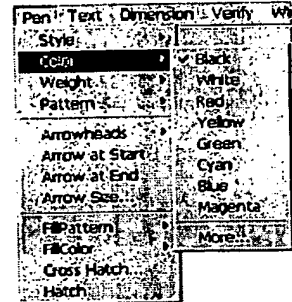 Pen Text Dimension Verify
Style
Color
Weight
Pattern
Arrowheads
Arrow at Start
Arrow at End
Arrow Size
FillPattern
FillColor
Cross Hatch...
Hatch
Black
White
Red
Yellow
Green
Cyan
Blue
Magenta
More...